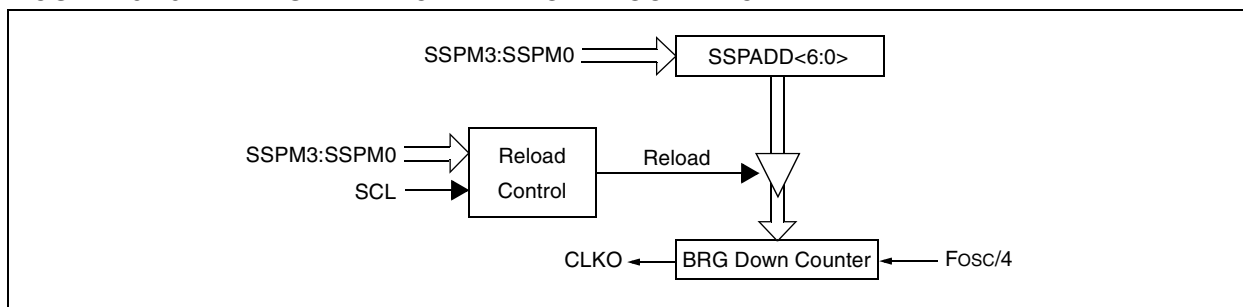 SSPM3:SSPM0
SSPADD<6:0>
SSPM3:SSPM0
SCL
Reload
Control
Reload
CLKO
BRG Down Counter
FOSC/4